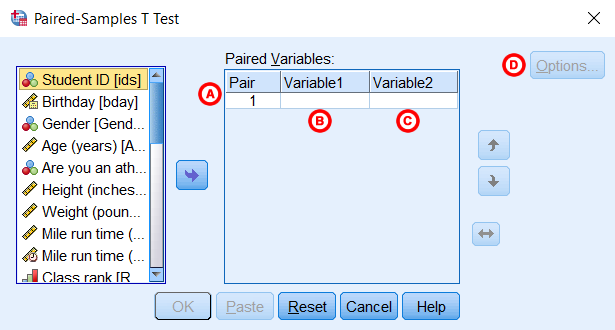 Paired-Samples T Test
Paired Variables:
Student ID [ids]
Birthday [bday]
Gender [Gend...
Age (years) [A...
Are you an ath...
Height (inches...
Weight (poun...
Mile run time (...
Mile run time (...
Class rank [R
Pair Variable1 Variable2
1
A
B
C
D
Options...
OK Paste Reset Cancel Help